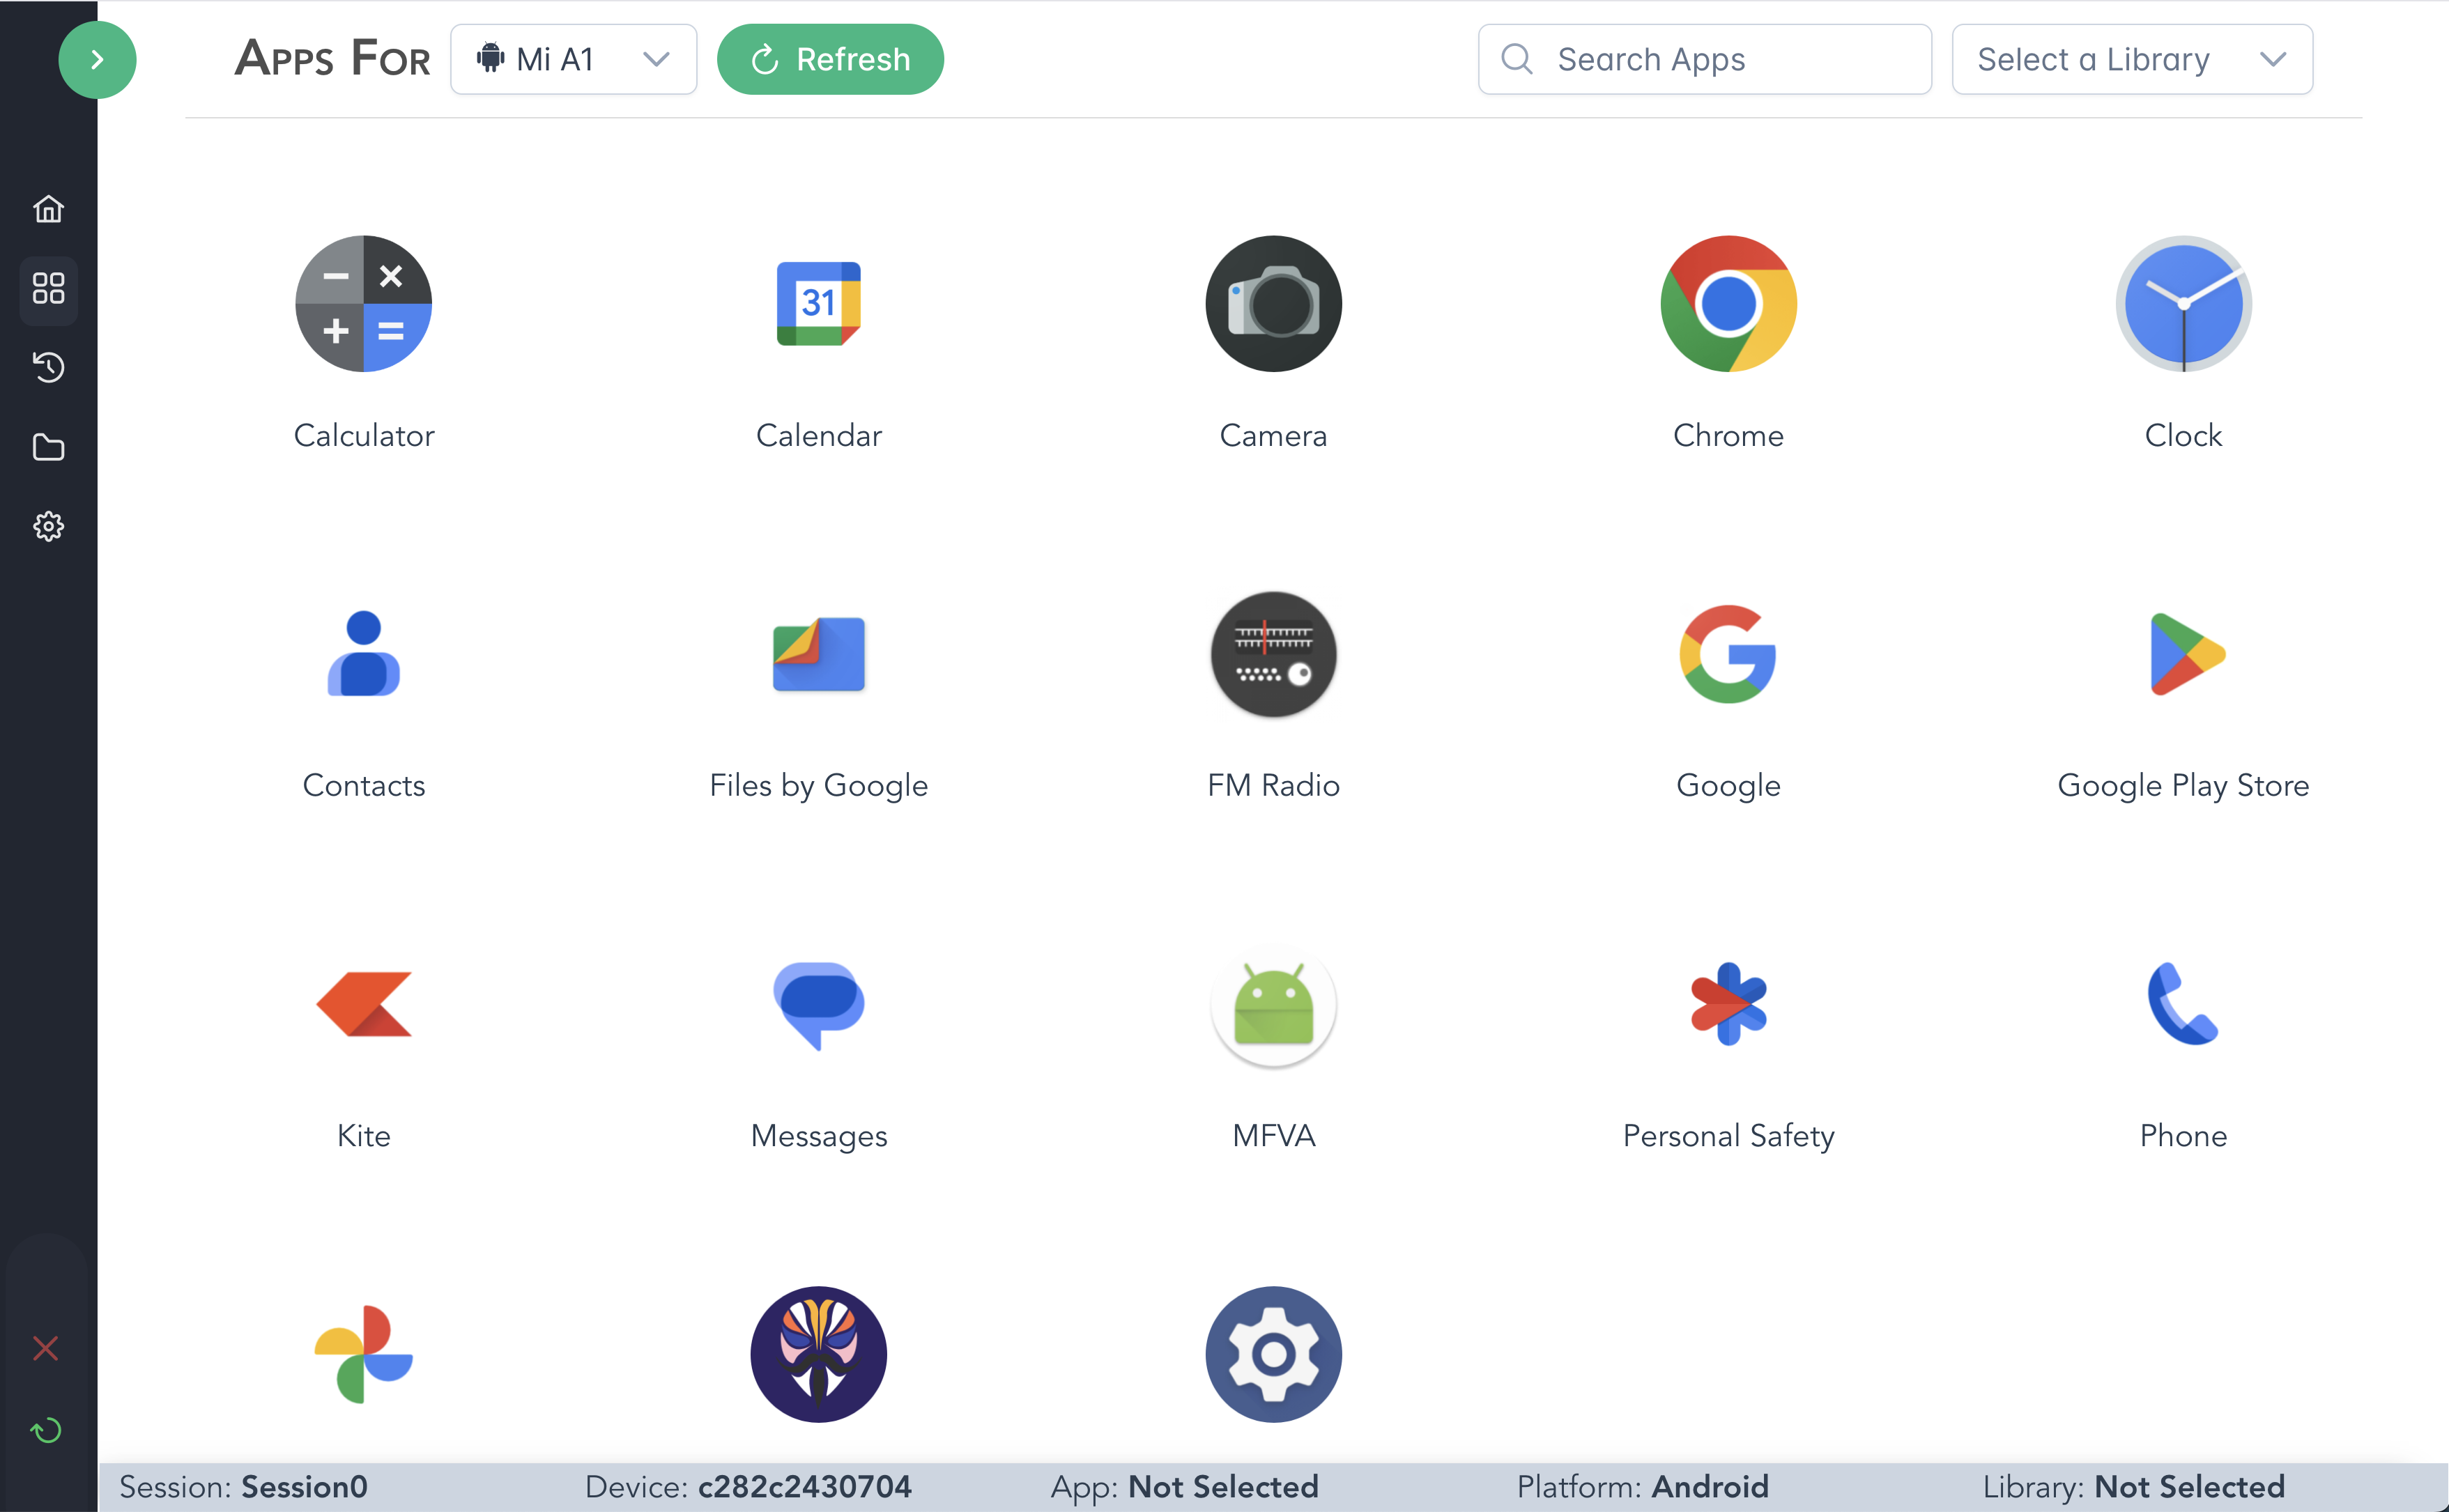 Apps For
Mi A1
Refresh
Search Apps
Select a Library
31
Calculator
Calendar
Camera
Chrome
Clock
Contacts
Files by Google
FM Radio
Google
Google Play Store
Kite
Messages
MFVA
Personal Safety
Phone
Session: Session0
Device: c282c2430704
App: Not Selected
Platform: Android
Library: Not Selected